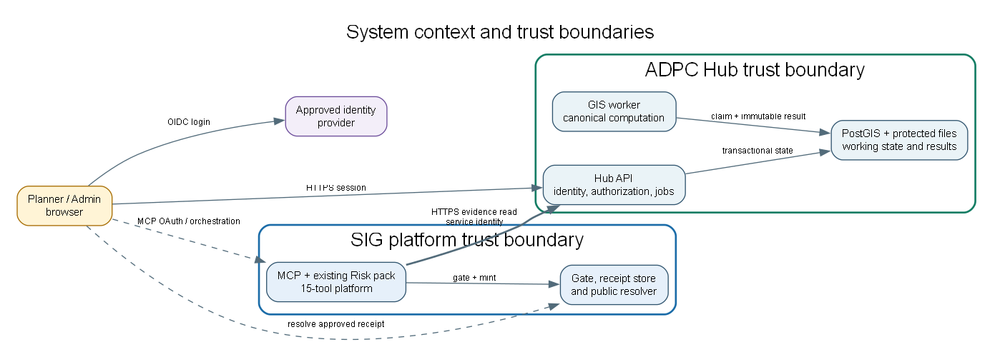 System context and trust boundaries
ADPC Hub trust boundary
GIS worker
canonical computation
claim + immutable result
PostGIS + protected files
working state and results
transactional state
Hub API
identity, authorization, jobs
Approved identity
provider
OIDC login
Planner / Admin
browser
HTTPS session
MCP OAuth / orchestration
HTTPS evidence read
service identity
SIG platform trust boundary
MCP + existing Risk pack
15-tool platform
gate + mint
Gate, receipt store
and public resolver
resolve approved receipt